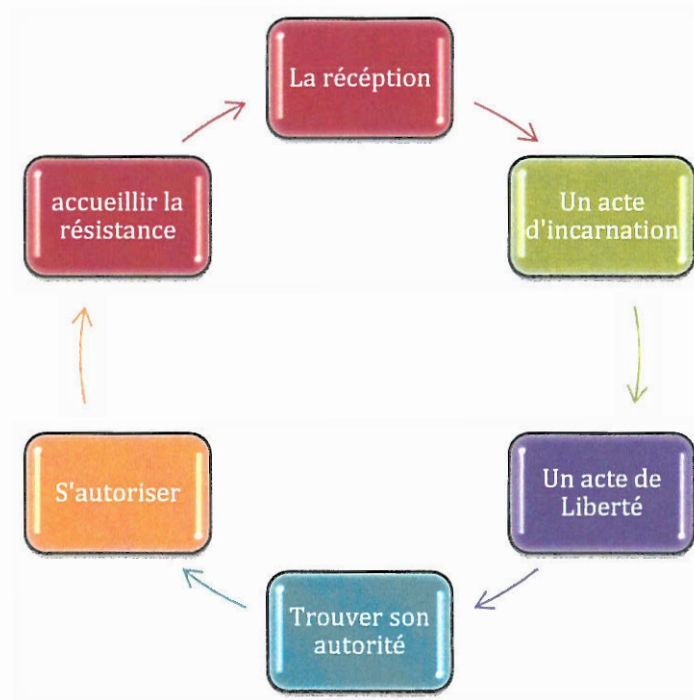 La récéption
Un acte
d'incarnation
Un acte de
Liberté
Trouver son
autorité
S'autoriser
accueillir la
résistance